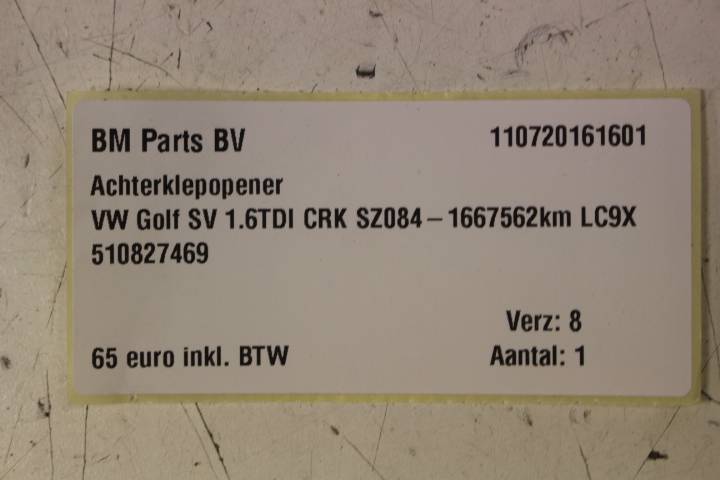 BM Parts BV 110720161601
Achterklepopener
VW Golf SV 1.6TDI CRK SZ084-1667562km LC9X
510827469
Verz: 8
65 euro inkl. BTW Aantal: 1